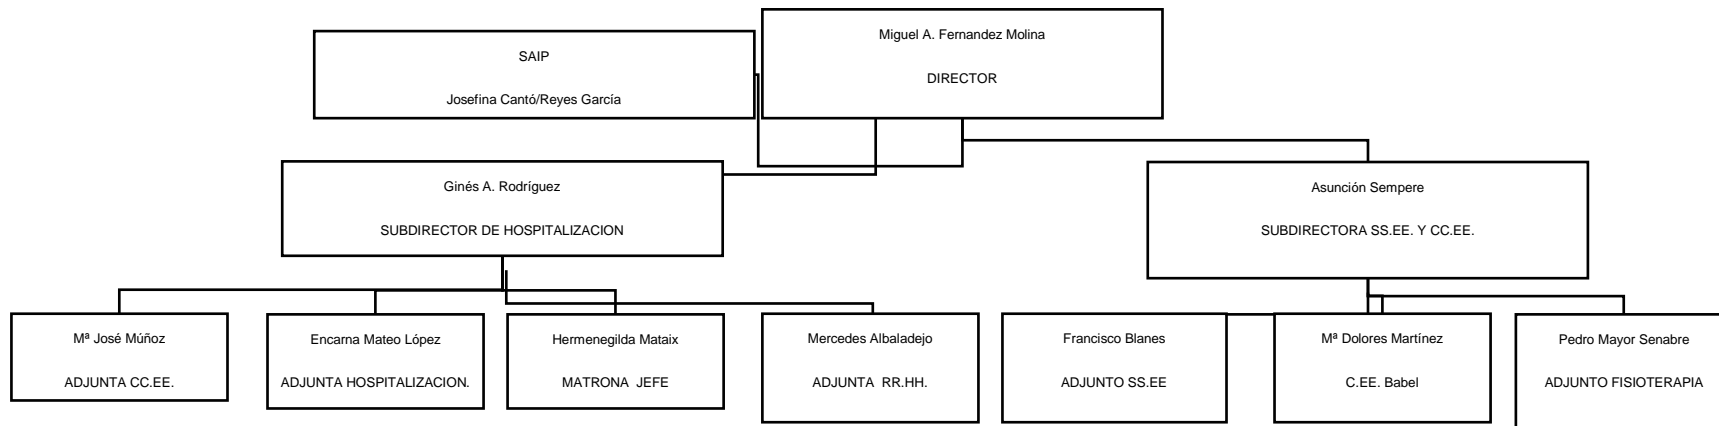 Miguel A. Fernandez Molina
DIRECTOR
SAIP
Josefina Cantó/Reyes García
Ginés A. Rodríguez
SUBDIRECTOR DE HOSPITALIZACION
Asunción Sempere
SUBDIRECTORA SS.EE. Y CC.EE.
Mª José Múñoz
ADJUNTA CC.EE.
Encarna Mateo López
ADJUNTA HOSPITALIZACION.
Hermenegilda Mataix
MATRONA JEFE
Mercedes Albaladejo
ADJUNTA RR.HH.
Francisco Blanes
ADJUNTO SS.EE
Mª Dolores Martínez
C.EE. Babel
Pedro Mayor Senabre
ADJUNTO FISIOTERAPIA